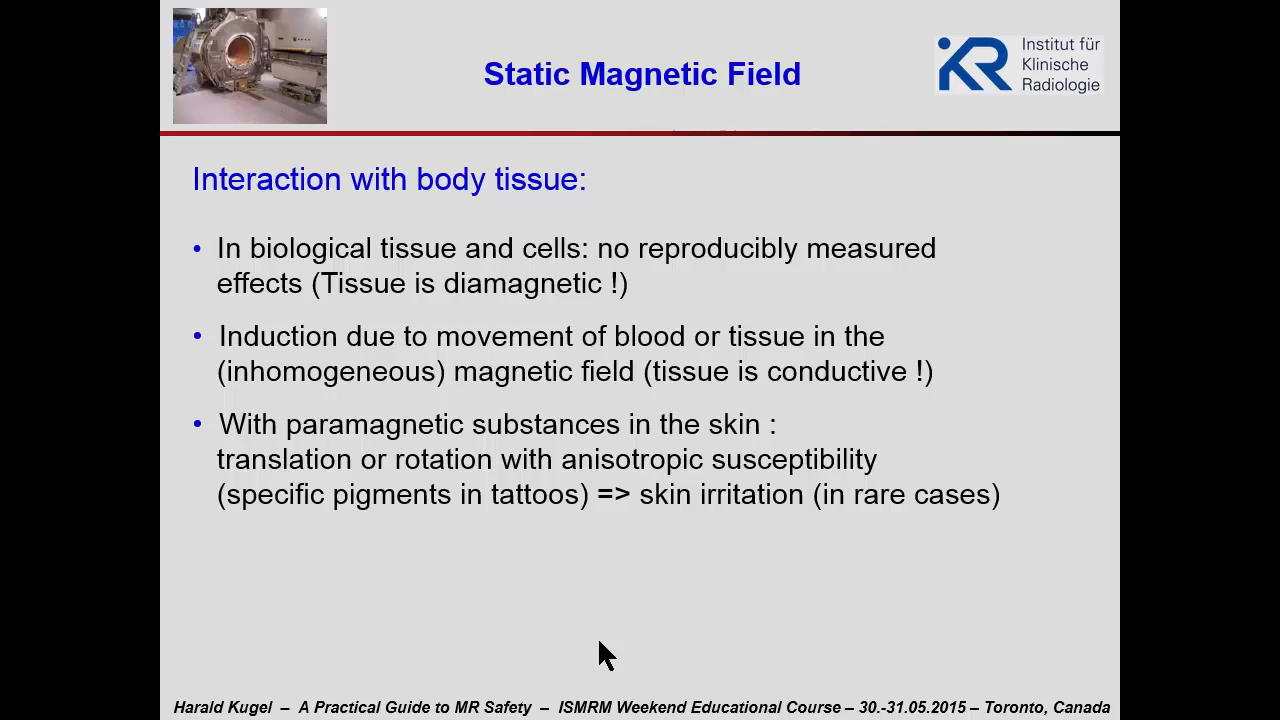 Static Magnetic Field
iKR
Institut für
Klinische
Radiologie
Interaction with body tissue:
• In biological tissue and cells: no reproducibly measured
effects (Tissue is diamagnetic !)
• Induction due to movement of blood or tissue in the
(inhomogeneous) magnetic field (tissue is conductive !)
• With paramagnetic substances in the skin :
translation or rotation with anisotropic susceptibility
(specific pigments in tattoos) => skin irritation (in rare cases)
Harald Kugel – A Practical Guide to MR Safety – ISMRM Weekend Educational Course – 30.-31.05.2015 – Toronto, Canada